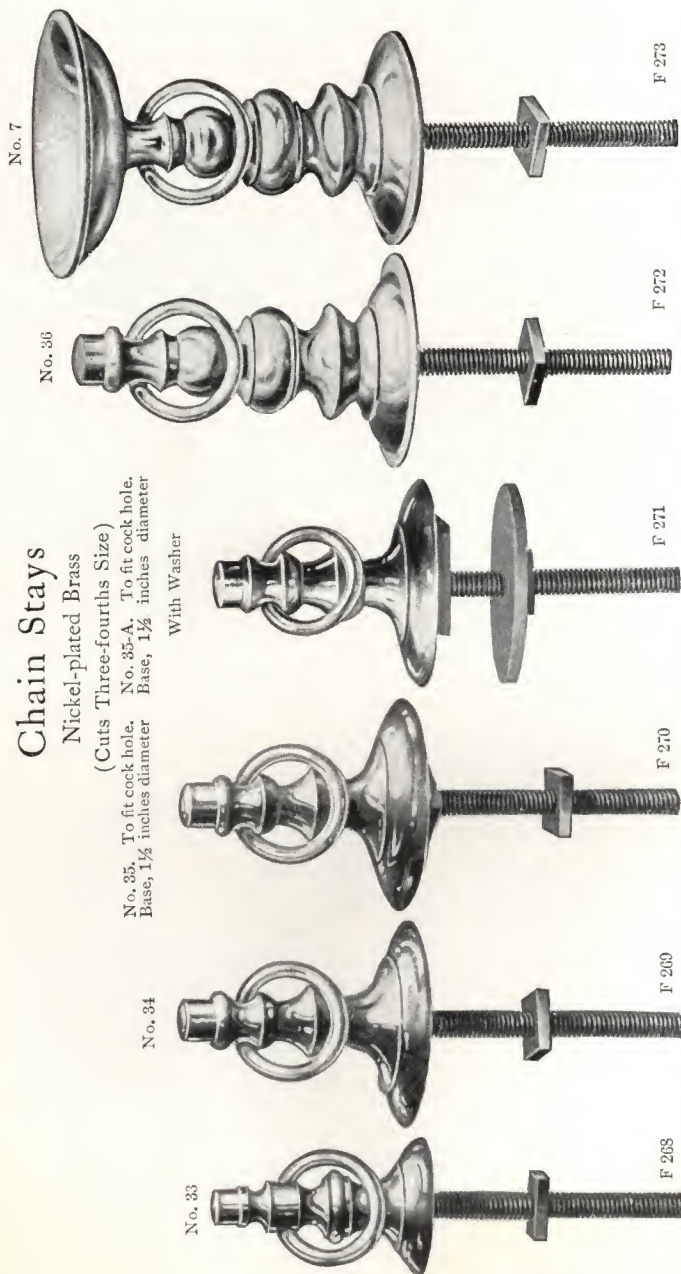 Chain Stays
Nickel-plated Brass
(Cuts Three-fourths Size)
No. 33
No. 34
No. 35. To fit cock hole.
Base, 1½ inches diameter
No. 35-A. To fit cock hole.
Base, 1½ inches diameter
With Washer
No. 36
No. 7
F 268
F 269
F 270
F 271
F 272
F 273